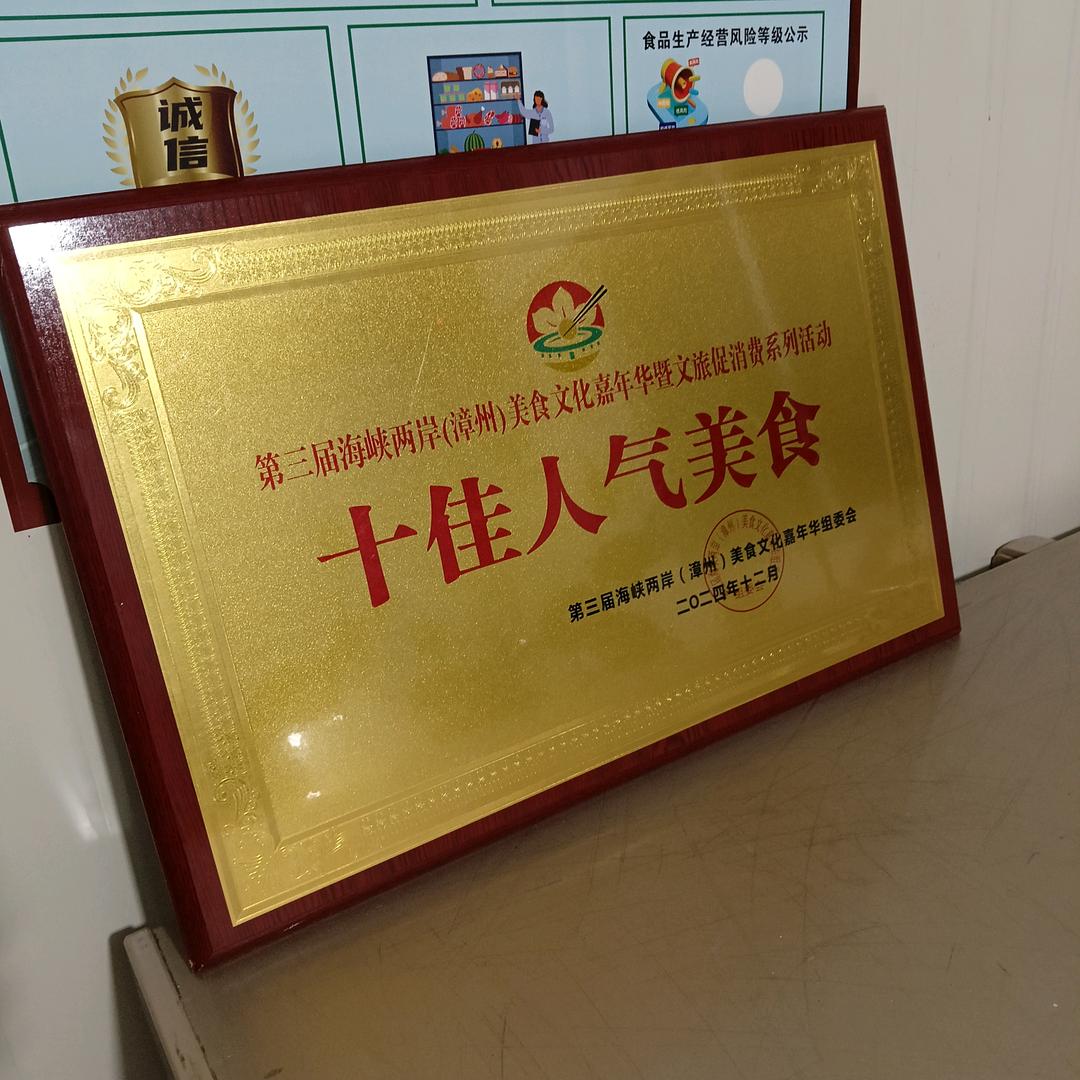 食品生产经营风险等级公示
诚
信
第三届海峡两岸(漳州)美食文化嘉年华暨文旅促消费系列活动
十佳人气美食
第三届海峡两岸(漳州)美食文化嘉年华组委会
二〇二四年十二月